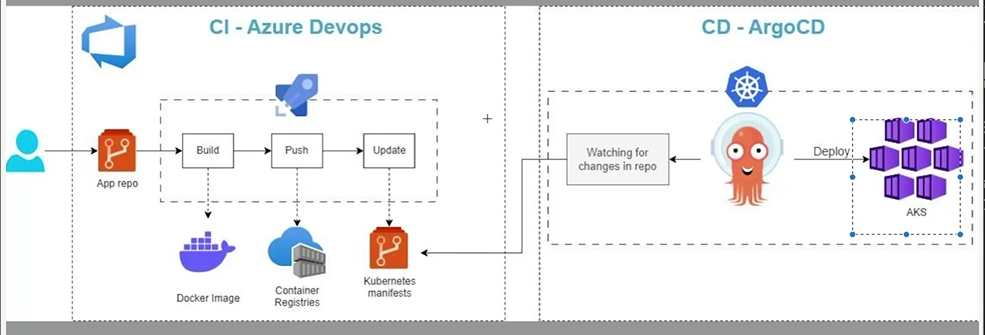 CI - Azure Devops
CD - ArgoCD
Build
Push
Update
App repo
Docker Image
Container
Registries
Kubernetes
manifests
Watching for
changes in repo
Deploy
AKS